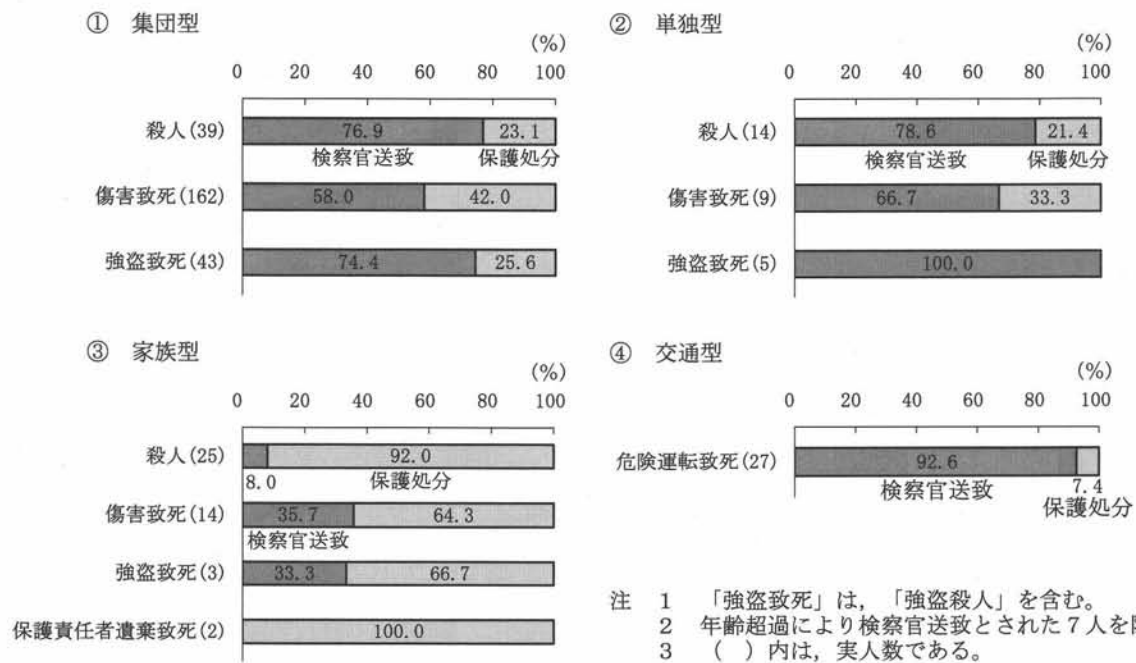 ① 集団型
(%)
0 20 40 60 80 100
殺人(39) 76.9 23.1
検察官送致 保護処分
傷害致死(162) 58.0 42.0
強盗致死(43) 74.4 25.6
② 単独型
(%)
0 20 40 60 80 100
殺人(14) 78.6 21.4
検察官送致 保護処分
傷害致死(9) 66.7 33.3
強盗致死(5) 100.0
③ 家族型
(%)
0 20 40 60 80 100
殺人(25) 92.0
8.0 保護処分
傷害致死(14) 35.7 64.3
検察官送致
強盗致死(3) 33.3 66.7
保護責任者遺棄致死(2) 100.0
④ 交通型
(%)
0 20 40 60 80 100
危険運転致死(27) 92.6
検察官送致 7.4
保護処分
注 1 「強盗致死」は,「強盗殺人」を含む。
2 年齢超過により検察官送致とされた7人を
3 ( )内は,実人数である。